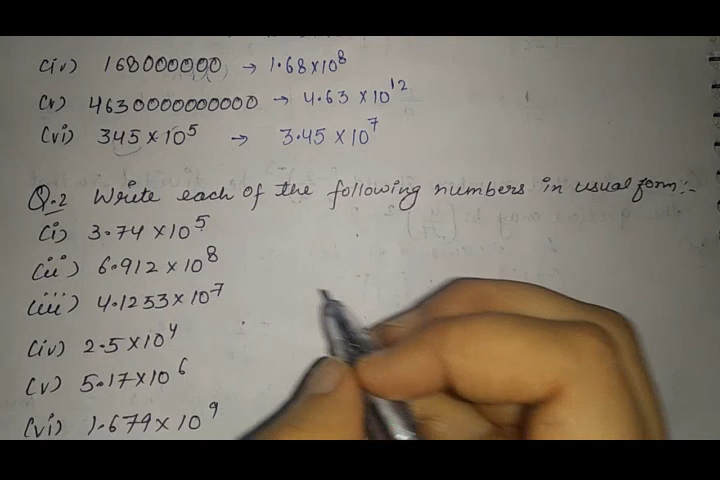 (iv) 168000000 → 1.68×10⁸
(v) 4630000000000 → 4.63 × 10¹²
(vi) 345 × 10⁵ → 3.45 × 10⁷
Q.2 Write each of the following numbers in usual form:-
(i) 3.74 × 10⁵
(ii) 6.912 × 10⁸
(iii) 4.1253 × 10⁷
(iv) 2.5 × 10⁴
(v) 5.17 × 10⁶
(vi) 1.679 × 10⁹